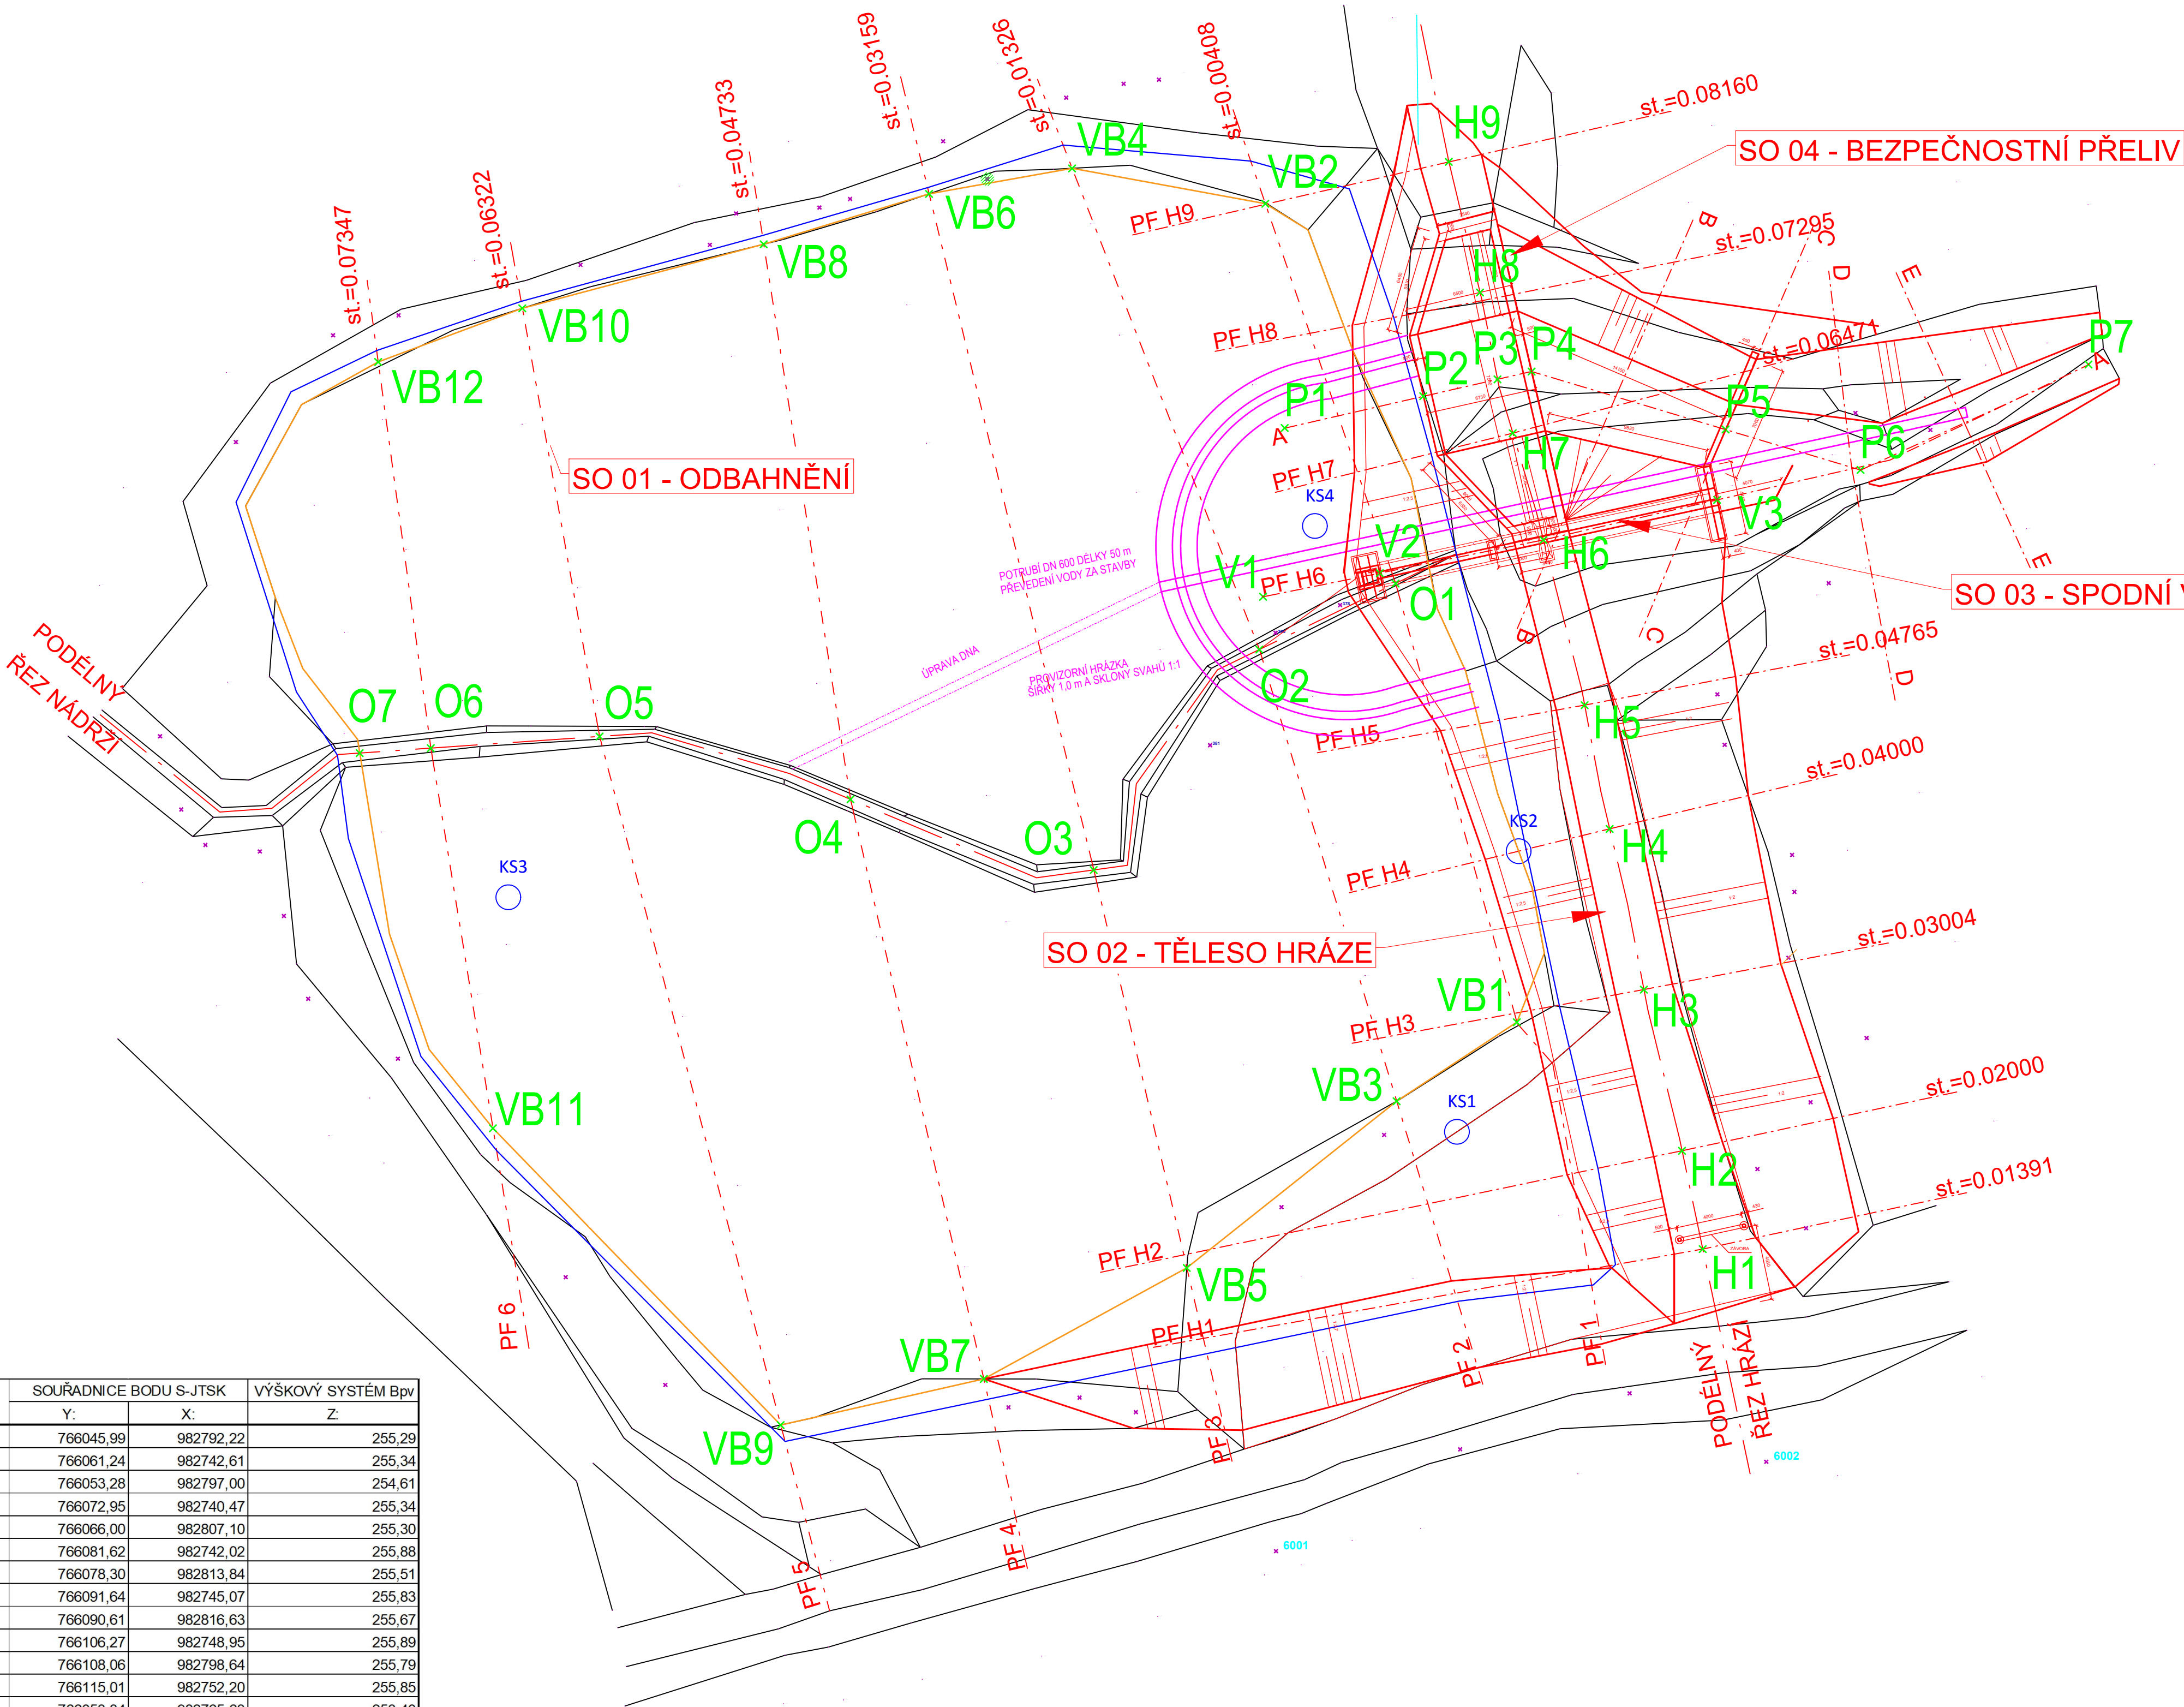 st.=0.07347
st.=0.06322
st.=0.04733
st.=0.03159
st.=0.01326
st.=0.00408
st.=0.08160
H9
SO 04 - BEZPEČNOSTNÍ PŘELIV
VB4
VB2
VB6
PF H9
B
st.=0.07295
C
D
E
VB8
H8
VB10
PF H8
st.=0.06471
VB12
P3
P4
P2
P7
A
P1
A
P5
P6
H7
PF H7
SO 01 - ODBAHNĚNÍ
KS4
V3
V2
H6
V1
PF H6
O1
POTRUBÍ DN 600 DÉLKY 50 m
PŘEVEDENÍ VODY ZA STAVBY
E
SO 03 - SPODNÍ V
B
C
st.=0.04765
D
ÚPRAVA DNA
PROVIZORNÍ HRÁZKA
ŠÍŘKY 1,0 m A SKLONY SVAHŮ 1:1
O2
PODÉLNÝ
ŘEZ NÁDRŽÍ
O7
O6
O5
H5
PF H5
381
st.=0.04000
O4
O3
KS2
H4
PF H4
KS3
st.=0.03004
SO 02 - TĚLESO HRÁZE
VB1
H3
PF H3
VB3
KS1
st.=0.02000
VB11
H2
st.=0.01391
PF H2
VB5
ZÁVORA
H1
PF H1
PF 6
VB7
PF 2
PF 1
PODÉLNÝ
ŘEZ HRÁZÍ
VB9
PF 3
6002
PF 4
6001
PF 5
SOUŘADNICE BODU S-JTSK VÝŠKOVÝ SYSTÉM Bpv
Y: X: Z:
766045,99 982792,22 255,29
766061,24 982742,61 255,34
766053,28 982797,00 254,61
766072,95 982740,47 255,34
766066,00 982807,10 255,30
766081,62 982742,02 255,88
766078,30 982813,84 255,51
766091,64 982745,07 255,83
766090,61 982816,63 255,67
766106,27 982748,95 255,89
766108,06 982798,64 255,79
766115,01 982752,20 255,85